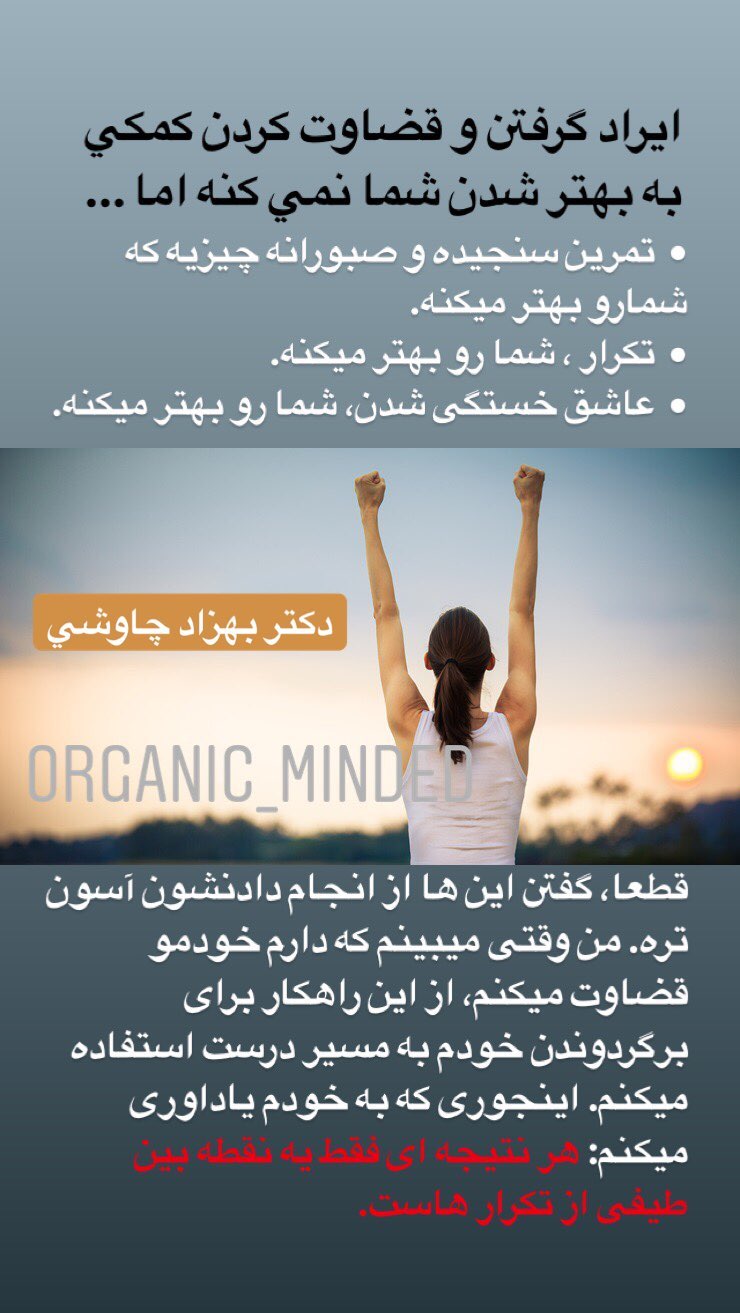 ايراد گرفتن و قضاوت كردن كمكي
به بهتر شدن شما نمي كنه اما ...
• تمرین سنجیده و صبورانه چیزیه که
شمارو بهتر میکنه.
• تکرار ، شما رو بهتر میکنه.
• عاشق خستگی شدن، شما رو بهتر میکنه.
دكتر بهزاد چاوشي
ORGANIC_MINDED
قطعا، گفتن این ها از انجام دادنشون آسون
تره. من وقتی میبینم که دارم خودمو
قضاوت میکنم، از این راهکار برای
برگردوندن خودم به مسیر درست استفاده
میکنم. اینجوری که به خودم یاداوری
میکنم: هر نتیجه ای فقط یه نقطه بین
طیفی از تکرار هاست.